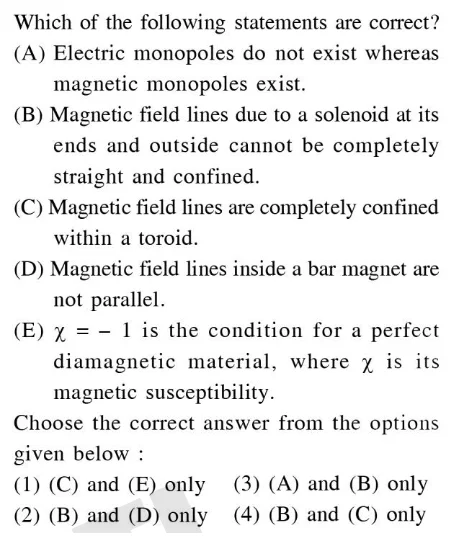 Which of the following statements are correct?
(A) Electric monopoles do not exist whereas
magnetic monopoles exist.
(B) Magnetic field lines due to a solenoid at its
ends and outside cannot be completely
straight and confined.
(C) Magnetic field lines are completely confined
within a toroid.
(D) Magnetic field lines inside a bar magnet are
not parallel.
(E) χ = – 1 is the condition for a perfect
diamagnetic material, where χ is its
magnetic susceptibility.
Choose the correct answer from the options
given below :
(1) (C) and (E) only (3) (A) and (B) only
(2) (B) and (D) only (4) (B) and (C) only